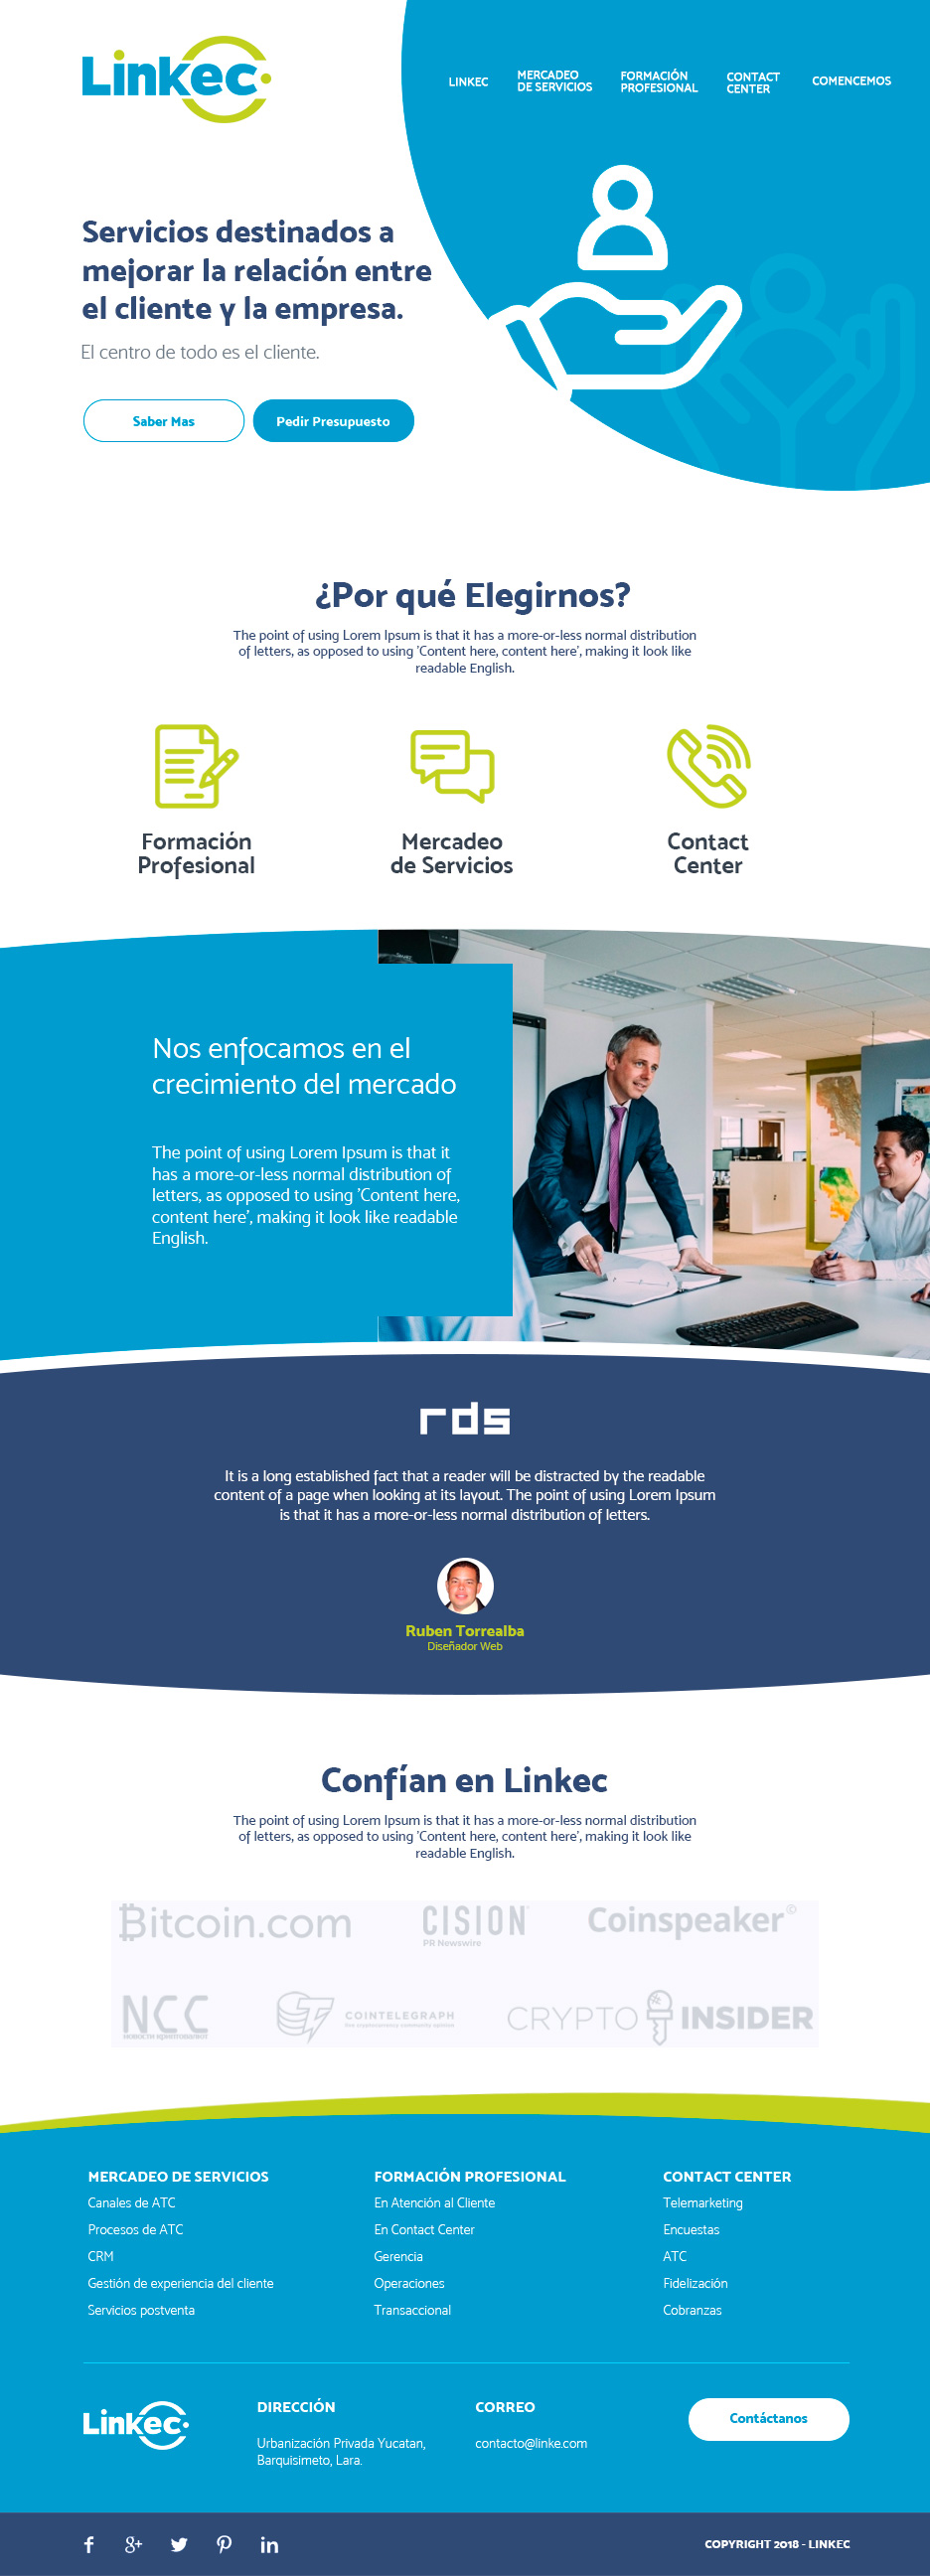 Linkec
LINKEC
MERCADEO
DE SERVICIOS
FORMACIÓN
PROFESIONAL
CONTACT
CENTER
COMENCEMOS
Servicios destinados a
mejorar la relación entre
el cliente y la empresa.
El centro de todo es el cliente.
Saber Mas
Pedir Presupuesto
¿Por qué Elegirnos?
The point of using Lorem Ipsum is that it has a more-or-less normal distribution
of letters, as opposed to using 'Content here, content here', making it look like
readable English.
Formación
Profesional
Mercadeo
de Servicios
Contact
Center
Nos enfocamos en el
crecimiento del mercado
The point of using Lorem Ipsum is that it
has a more-or-less normal distribution of
letters, as opposed to using 'Content here,
content here', making it look like readable
English.
rds
It is a long established fact that a reader will be distracted by the readable
content of a page when looking at its layout. The point of using Lorem Ipsum
is that it has a more-or-less normal distribution of letters.
Ruben Torrealba
Diseñador Web
Confían en Linkec
The point of using Lorem Ipsum is that it has a more-or-less normal distribution
of letters, as opposed to using 'Content here, content here', making it look like
readable English.
Bitcoin.com
CISION
PR Newswire
Coinspeaker©
NCC
НОВОСТИ КРИПТОВАЛЮТ
COINTELEGRAPH
CRYPTO INSIDER
MERCADEO DE SERVICIOS
Canales de ATC
Procesos de ATC
CRM
Gestión de experiencia del cliente
Servicios postventa
FORMACIÓN PROFESIONAL
En Atención al Cliente
En Contact Center
Gerencia
Operaciones
Transaccional
CONTACT CENTER
Telemarketing
Encuestas
ATC
Fidelización
Cobranzas
Linkec
DIRECCIÓN
Urbanización Privada Yucatan,
Barquisimeto, Lara.
CORREO
contacto@linke.com
Contáctanos
COPYRIGHT 2018 - LINKEC